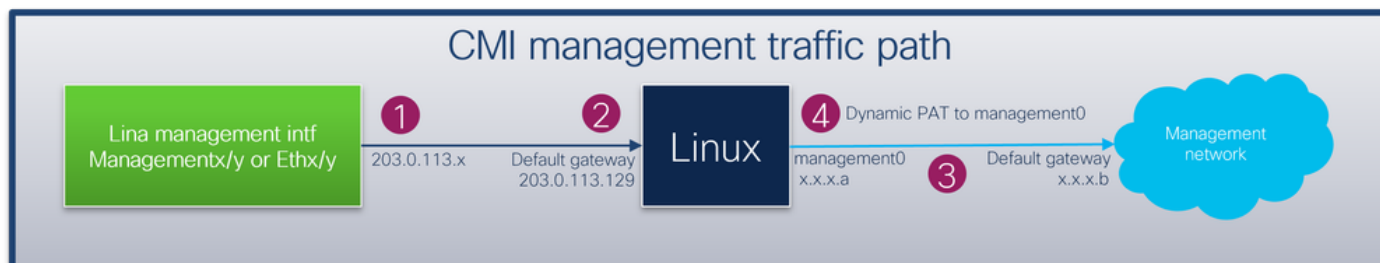 CMI management traffic path
Lina management intf
Managementx/y or Ethx/y
1
203.0.113.x
2
Default gateway
203.0.113.129
Linux
4
Dynamic PAT to management0
management0
x.x.x.a
3
Default gateway
x.x.x.b
Management
network